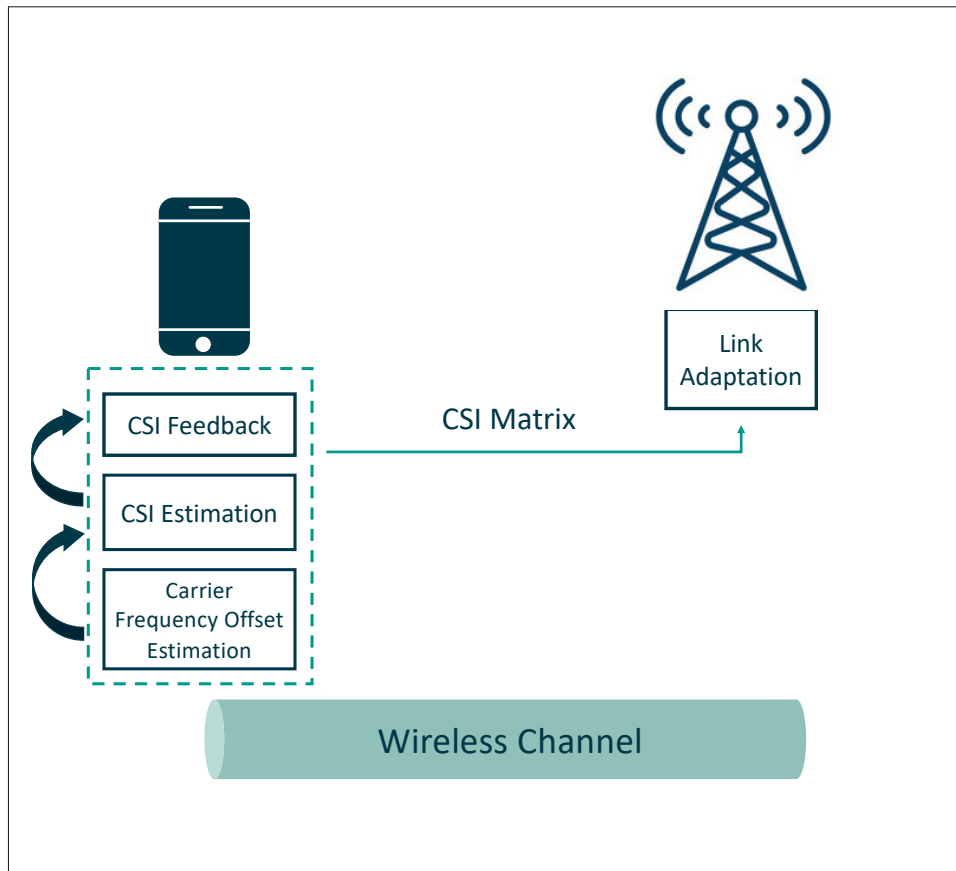 Link
Adaptation
CSI Feedback
CSI Matrix
CSI Estimation
Carrier
Frequency Offset
Estimation
Wireless Channel